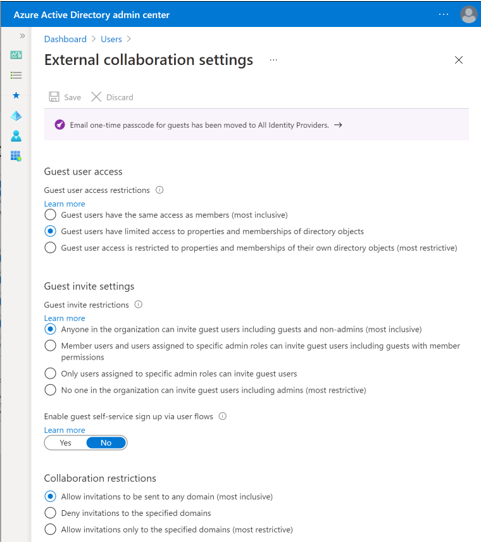 Azure Active Directory admin center
Dashboard > Users >
External collaboration settings ...
Save Discard
Email one-time passcode for guests has been moved to All Identity Providers. →
Guest user access
Guest user access restrictions
Learn more
Guest users have the same access as members (most inclusive)
Guest users have limited access to properties and memberships of directory objects
Guest user access is restricted to properties and memberships of their own directory objects (most restrictive)
Guest invite settings
Guest invite restrictions
Learn more
Anyone in the organization can invite guest users including guests and non-admins (most inclusive)
Member users and users assigned to specific admin roles can invite guest users including guests with member
permissions
Only users assigned to specific admin roles can invite guest users
No one in the organization can invite guest users including admins (most restrictive)
Enable guest self-service sign up via user flows
Learn more
Yes No
Collaboration restrictions
Allow invitations to be sent to any domain (most inclusive)
Deny invitations to the specified domains
Allow invitations only to the specified domains (most restrictive)